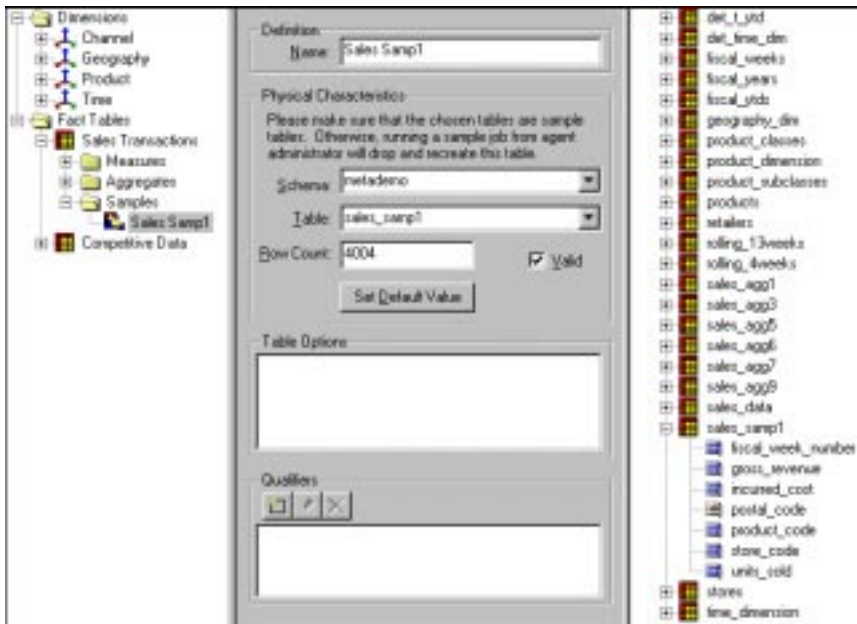 Dimensions
Channel
Geography
Product
Time
Fact Tables
Sales Transactions
Measures
Aggregates
Samples
Sales Samp1
Competitive Data
Definition
Name: Sales Samp1
Physical Characteristics
Please make sure that the chosen tables are sample
tables. Otherwise, running a sample job from agent
administrator will drop and recreate this table.
Schema: metademo
Table: sales_samp1
Row Count: 4004
Valid
Set Default Value
Table Options
Qualifiers
det_t_ytd
det_time_dim
fiscal_weeks
fiscal_years
fiscal_ytds
geography_dim
product_classes
product_dimension
product_subclasses
products
retailers
rolling_13weeks
rolling_4weeks
sales_agg1
sales_agg3
sales_agg5
sales_agg6
sales_agg7
sales_agg9
sales_data
sales_samp1
fiscal_week_number
gross_revenue
incurred_cost
postal_code
product_code
store_code
units_sold
stores
time_dimension